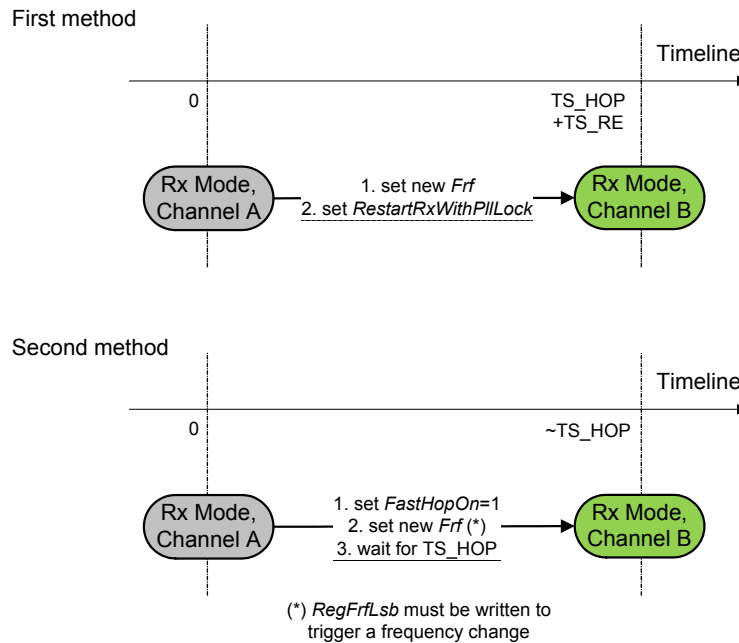 First method
Timeline
0
TS_HOP
+TS_RE
Rx Mode,
Channel A
1. set new Frf
2. set RestartRxWithPllLock
Rx Mode,
Channel B
Second method
Timeline
0
~TS_HOP
Rx Mode,
Channel A
1. set FastHopOn=1
2. set new Frf (*)
3. wait for TS_HOP
Rx Mode,
Channel B
(*) RegFrfLsb must be written to
trigger a frequency change